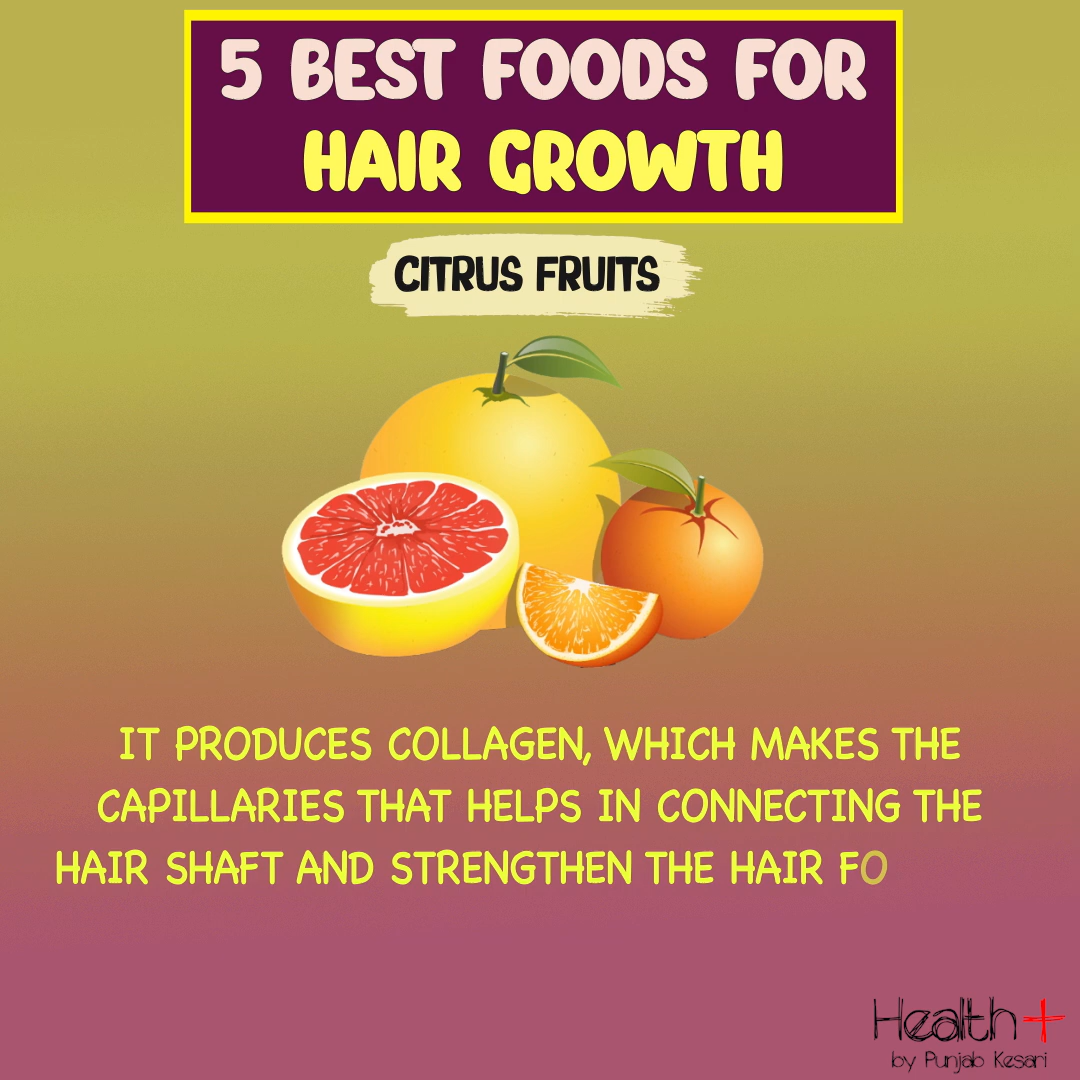 5 BEST FOODS FOR
HAIR GROWTH
CITRUS FRUITS
IT PRODUCES COLLAGEN, WHICH MAKES THE
CAPILLARIES THAT HELPS IN CONNECTING THE
HAIR SHAFT AND STRENGTHEN THE HAIR FO
Health+
by Punjab Kesari